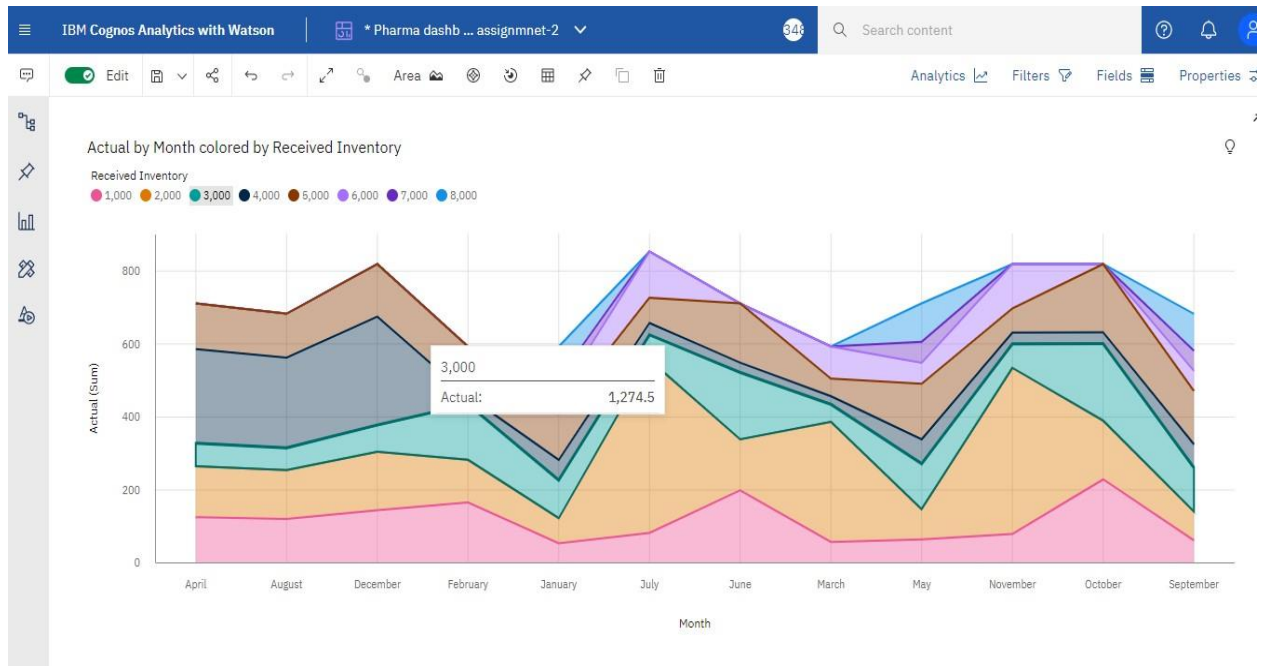 IBM Cognos Analytics with Watson
* Pharma dashb ... assignmnet-2
348
Search content
Edit
Area
Analytics
Filters
Fields
Properties
Actual by Month colored by Received Inventory
Received Inventory
1,000 2,000 3,000 4,000 5,000 6,000 7,000 8,000
Actual (Sum)
800
600
400
200
0
3,000
Actual: 1,274.5
April August December February January July June March May November October September
Month